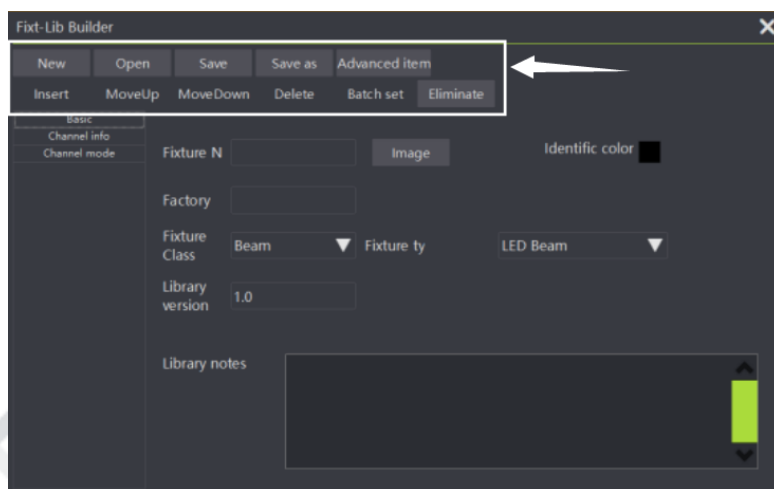 Fixt-Lib Builder
New Open Save Save as Advanced item
Insert MoveUp MoveDown Delete Batch set Eliminate
Basic
Channel info
Channel mode
Fixture N Image Identific color
Factory
Fixture
Class Beam Fixture ty LED Beam
Library
version 1.0
Library notes